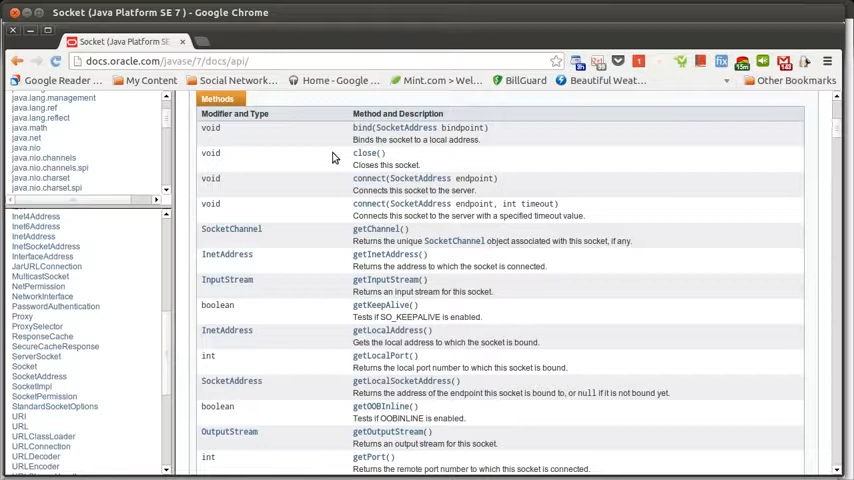 Socket (Java Platform SE 7 ) - Google Chrome
Socket (Java Platform SE
docs.oracle.com/javase/7/docs/api/
Google Reader ...
My Content
Social Network...
Home - Google ...
Mint.com > Wel...
BillGuard
Beautiful Weat...
Other Bookmarks
java.lang.management
java.lang.ref
java.lang.reflect
java.math
java.net
java.nio
java.nio.channels
java.nio.channels.spi
java.nio.charset
java.nio.charset.spi
Inet4Address
Inet6Address
InetAddress
InetSocketAddress
InterfaceAddress
JarURLConnection
MulticastSocket
NetPermission
NetworkInterface
PasswordAuthentication
Proxy
ProxySelector
ResponseCache
SecureCacheResponse
ServerSocket
Socket
SocketAddress
SocketImpl
SocketPermission
StandardSocketOptions
URI
URL
URLClassLoader
URLConnection
URLDecoder
URLEncoder
Methods
Modifier and Type Method and Description
void bind(SocketAddress bindpoint)
Binds the socket to a local address.
void close()
Closes this socket.
void connect(SocketAddress endpoint)
Connects this socket to the server.
void connect(SocketAddress endpoint, int timeout)
Connects this socket to the server with a specified timeout value.
SocketChannel getChannel()
Returns the unique SocketChannel object associated with this socket, if any.
InetAddress getInetAddress()
Returns the address to which the socket is connected.
InputStream getInputStream()
Returns an input stream for this socket.
boolean getKeepAlive()
Tests if SO_KEEPALIVE is enabled.
InetAddress getLocalAddress()
Gets the local address to which the socket is bound.
int getLocalPort()
Returns the local port number to which this socket is bound.
SocketAddress getLocalSocketAddress()
Returns the address of the endpoint this socket is bound to, or null if it is not bound yet.
boolean getOOBInline()
Tests if OOBINLINE is enabled.
OutputStream getOutputStream()
Returns an output stream for this socket.
int getPort()
Returns the remote port number to which this socket is connected.